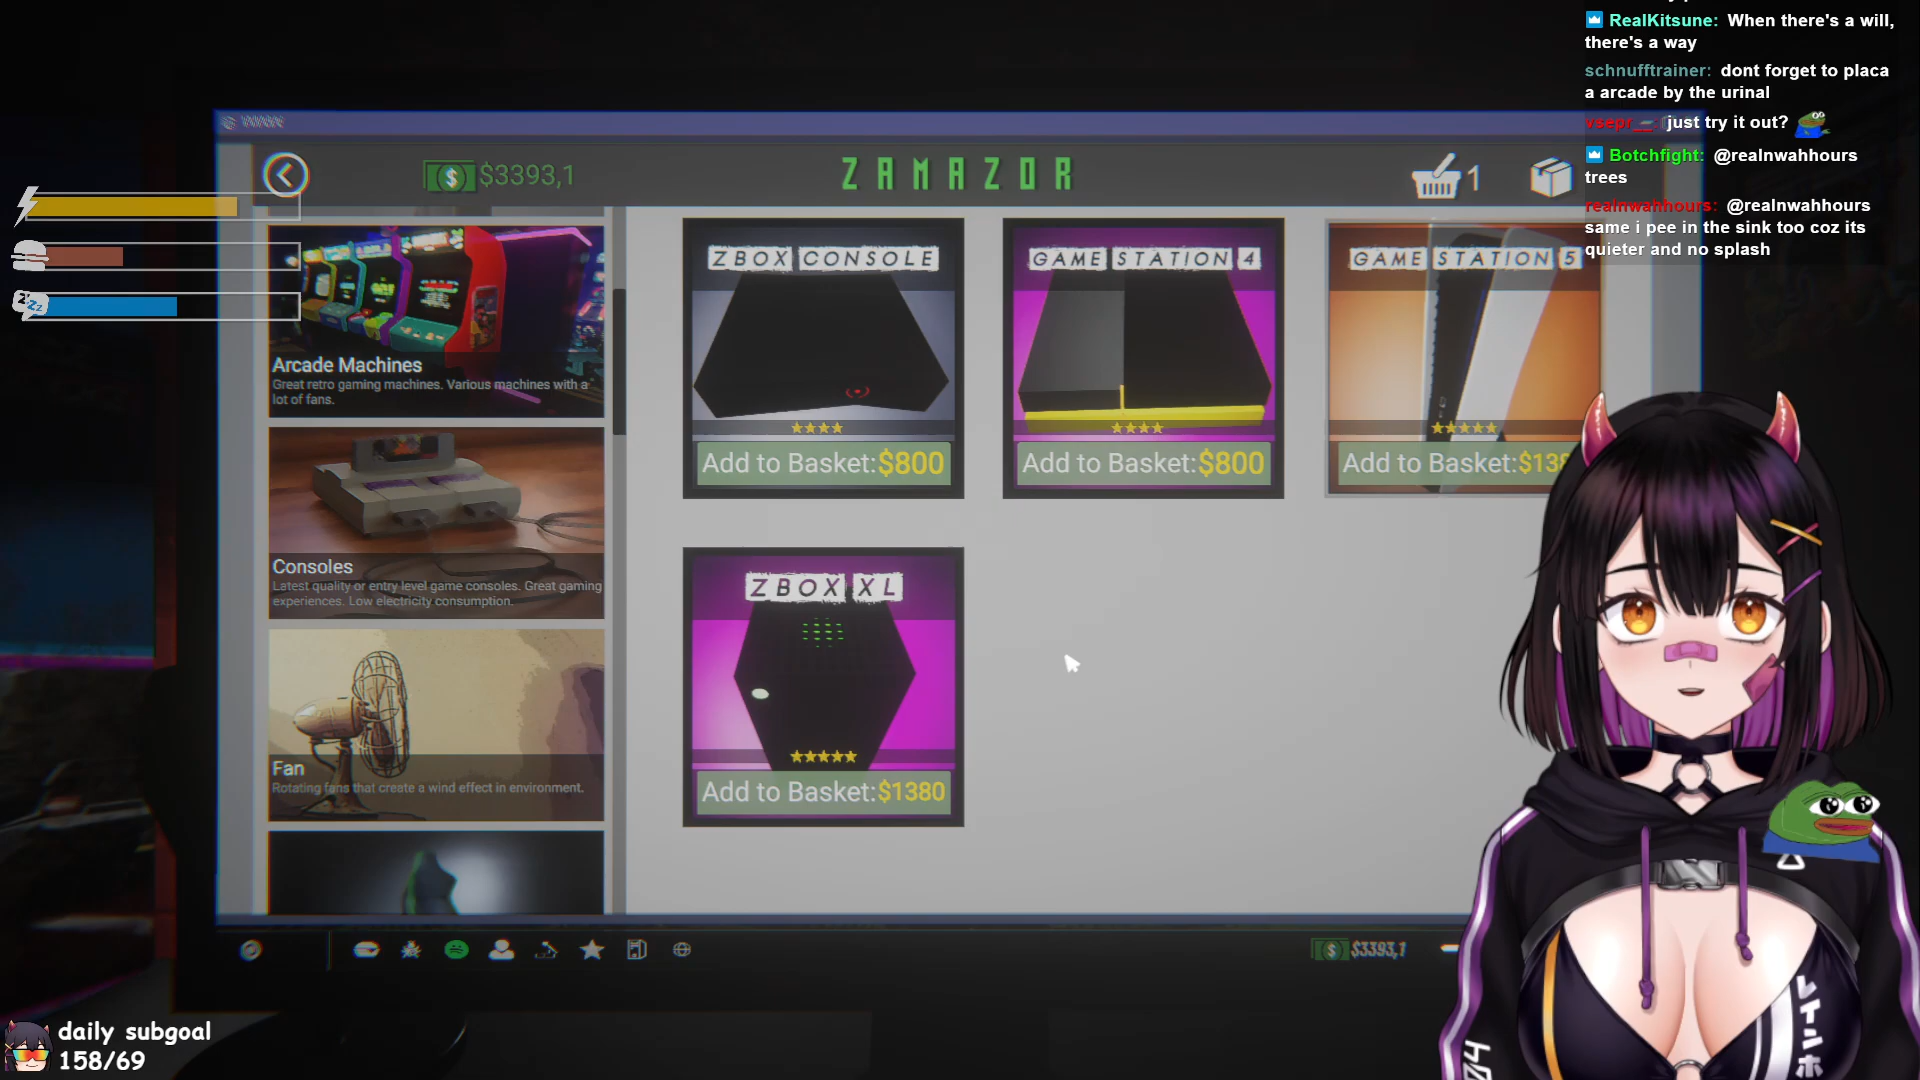 RealKitsune: When there's a will,
there's a way
schnufftrainer: dont forget to placa
a arcade by the urinal
vsepr__: just try it out?
Botchfight: @realnwahhours
trees
realnwahhours: @realnwahhours
same i pee in the sink too coz its
quieter and no splash
$3393,1
ZAMAZOR
1
Arcade Machines
Great retro gaming machines. Various machines with a
lot of fans.
Consoles
Latest quality or entry level game consoles. Great gaming
experiences. Low electricity consumption.
Fan
Rotating fans that create a wind effect in environment.
ZBOX CONSOLE
Add to Basket:$800
GAME STATION 4
Add to Basket:$800
GAME STATION 5
Add to Basket:$138
ZBOX XL
Add to Basket:$1380
$3393,1
daily subgoal
158/69